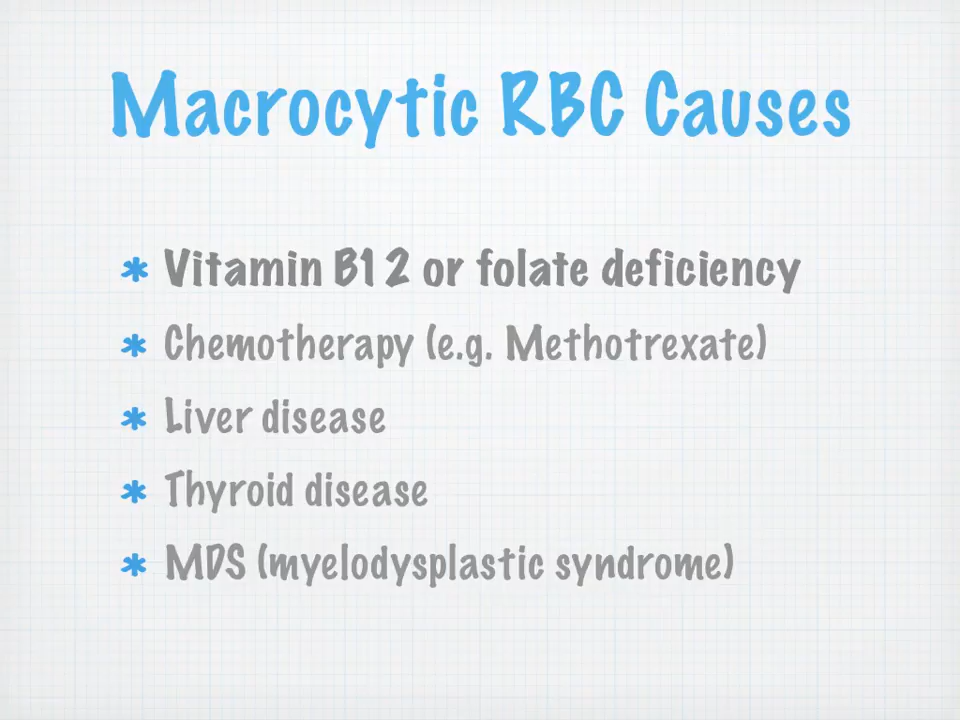 Macrocytic RBC Causes
* Vitamin B12 or folate deficiency
* Chemotherapy (e.g. Methotrexate)
* Liver disease
* Thyroid disease
* MDS (myelodysplastic syndrome)